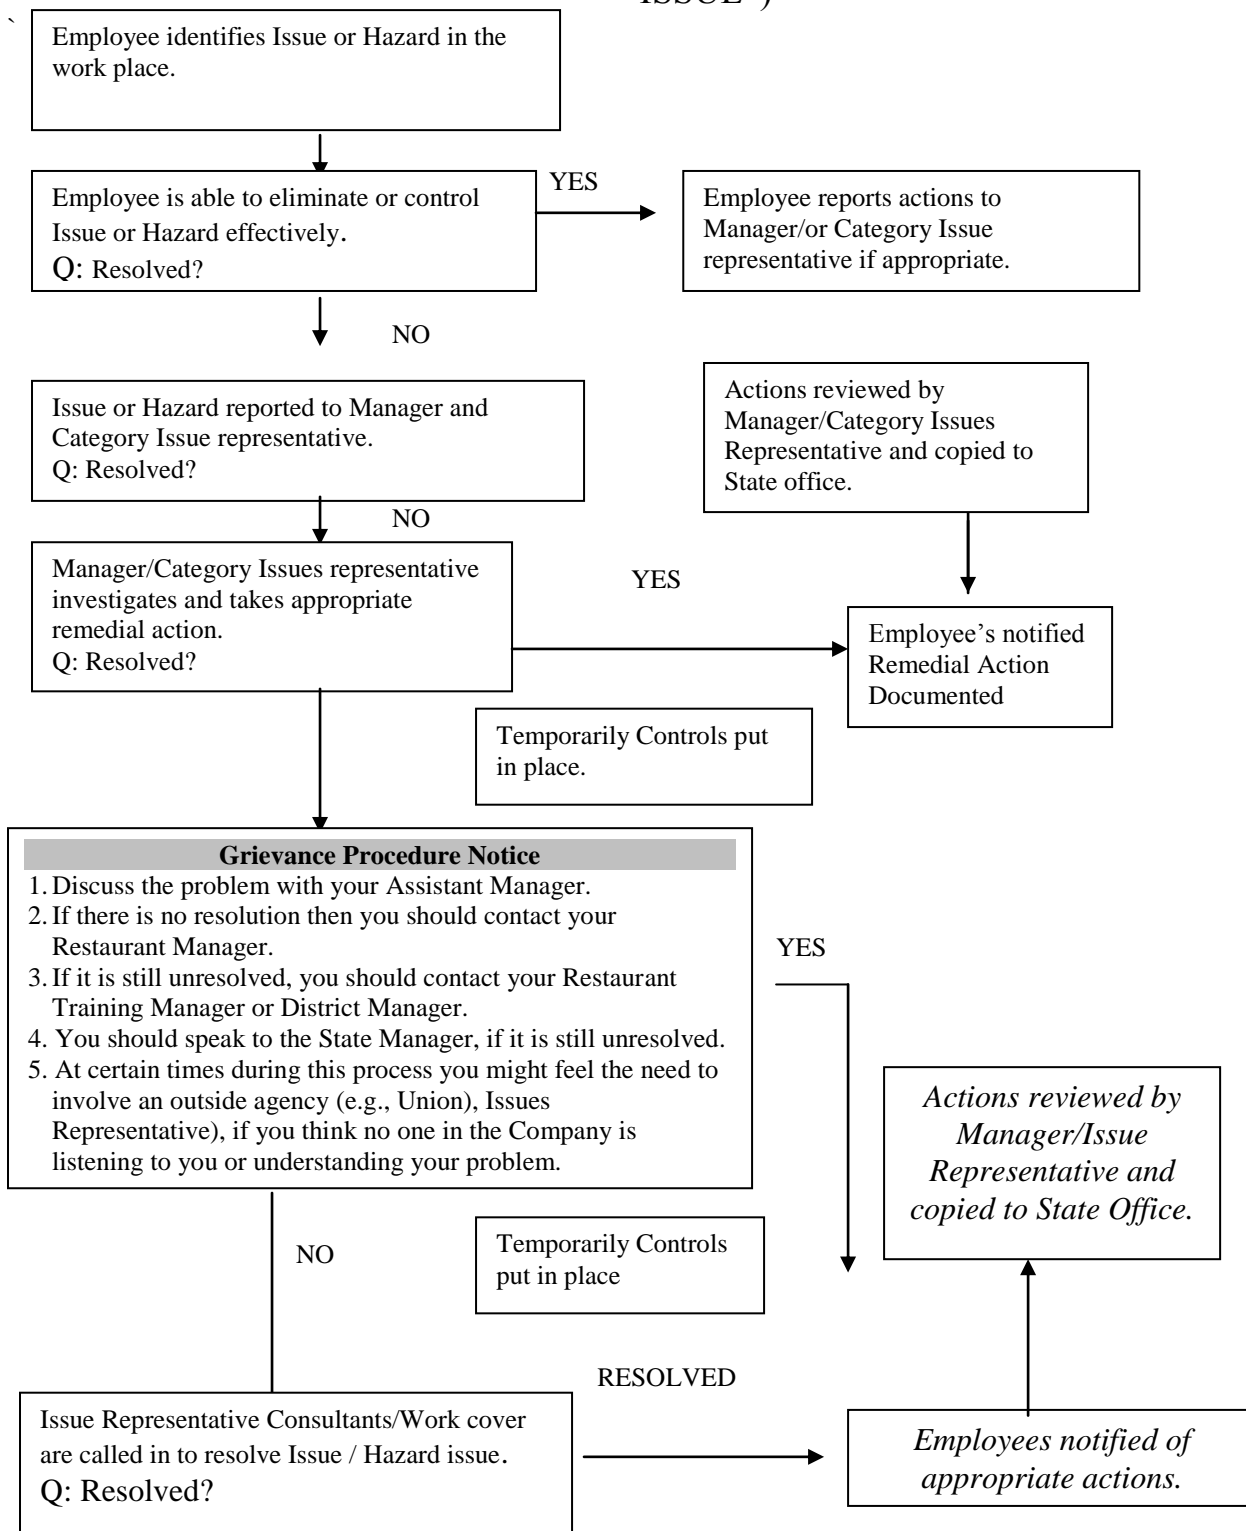 ISSUE" )
`
Employee identifies Issue or Hazard in the
work place.
Employee is able to eliminate or control
Issue or Hazard effectively.
Q: Resolved?
YES
Employee reports actions to
Manager/or Category Issue
representative if appropriate.
NO
Issue or Hazard reported to Manager and
Category Issue representative.
Q: Resolved?
Actions reviewed by
Manager/Category Issues
Representative and copied to
State office.
NO
Manager/Category Issues representative
investigates and takes appropriate
remedial action.
Q: Resolved?
YES
Employee’s notified
Remedial Action
Documented
Temporarily Controls put
in place.
Grievance Procedure Notice
1. Discuss the problem with your Assistant Manager.
2. If there is no resolution then you should contact your
Restaurant Manager.
3. If it is still unresolved, you should contact your Restaurant
Training Manager or District Manager.
4. You should speak to the State Manager, if it is still unresolved.
5. At certain times during this process you might feel the need to
involve an outside agency (e.g., Union), Issues
Representative), if you think no one in the Company is
listening to you or understanding your problem.
YES
Actions reviewed by
Manager/Issue
Representative and
copied to State Office.
NO
Temporarily Controls
put in place
RESOLVED
Issue Representative Consultants/Work cover
are called in to resolve Issue / Hazard issue.
Q: Resolved?
Employees notified of
appropriate actions.